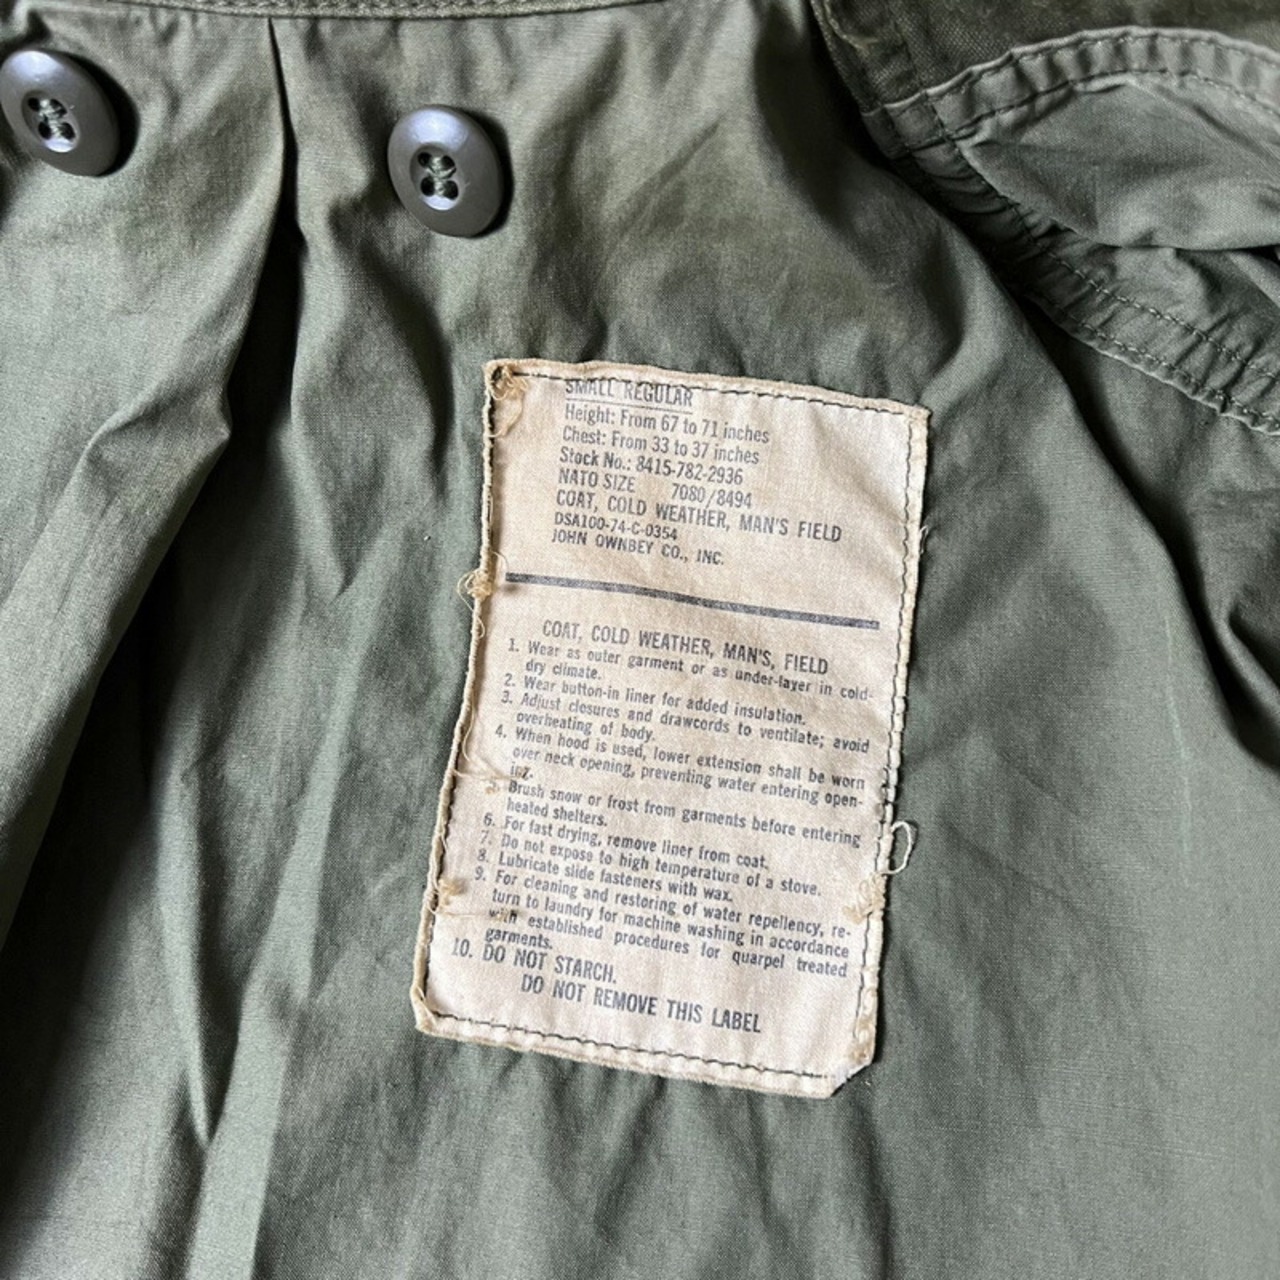 SMALL REGULAR
Height: From 67 to 71 inches
Chest: From 33 to 37 inches
Stock No.: 8415-782-2936
NATO SIZE 7080/8494
COAT, COLD WEATHER, MAN'S FIELD
DSA100-74-C-0354
JOHN OWNBEY CO., INC.
COAT, COLD WEATHER, MAN'S, FIELD
1. Wear as outer garment or as under-layer in cold-
dry climate.
2. Wear button-in liner for added insulation.
3. Adjust closures and drawcords to ventilate; avoid
overheating of body.
4. When hood is used, lower extension shall be worn
over neck opening, preventing water entering open-
ing.
5. Brush snow or frost from garments before entering
heated shelters.
6. For fast drying, remove liner from coat.
7. Do not expose to high temperature of a stove.
8. Lubricate slide fasteners with wax.
9. For cleaning and restoring of water repellency, re-
turn to laundry for machine washing in accordance
with established procedures for quarpel treated
garments.
10. DO NOT STARCH.
DO NOT REMOVE THIS LABEL